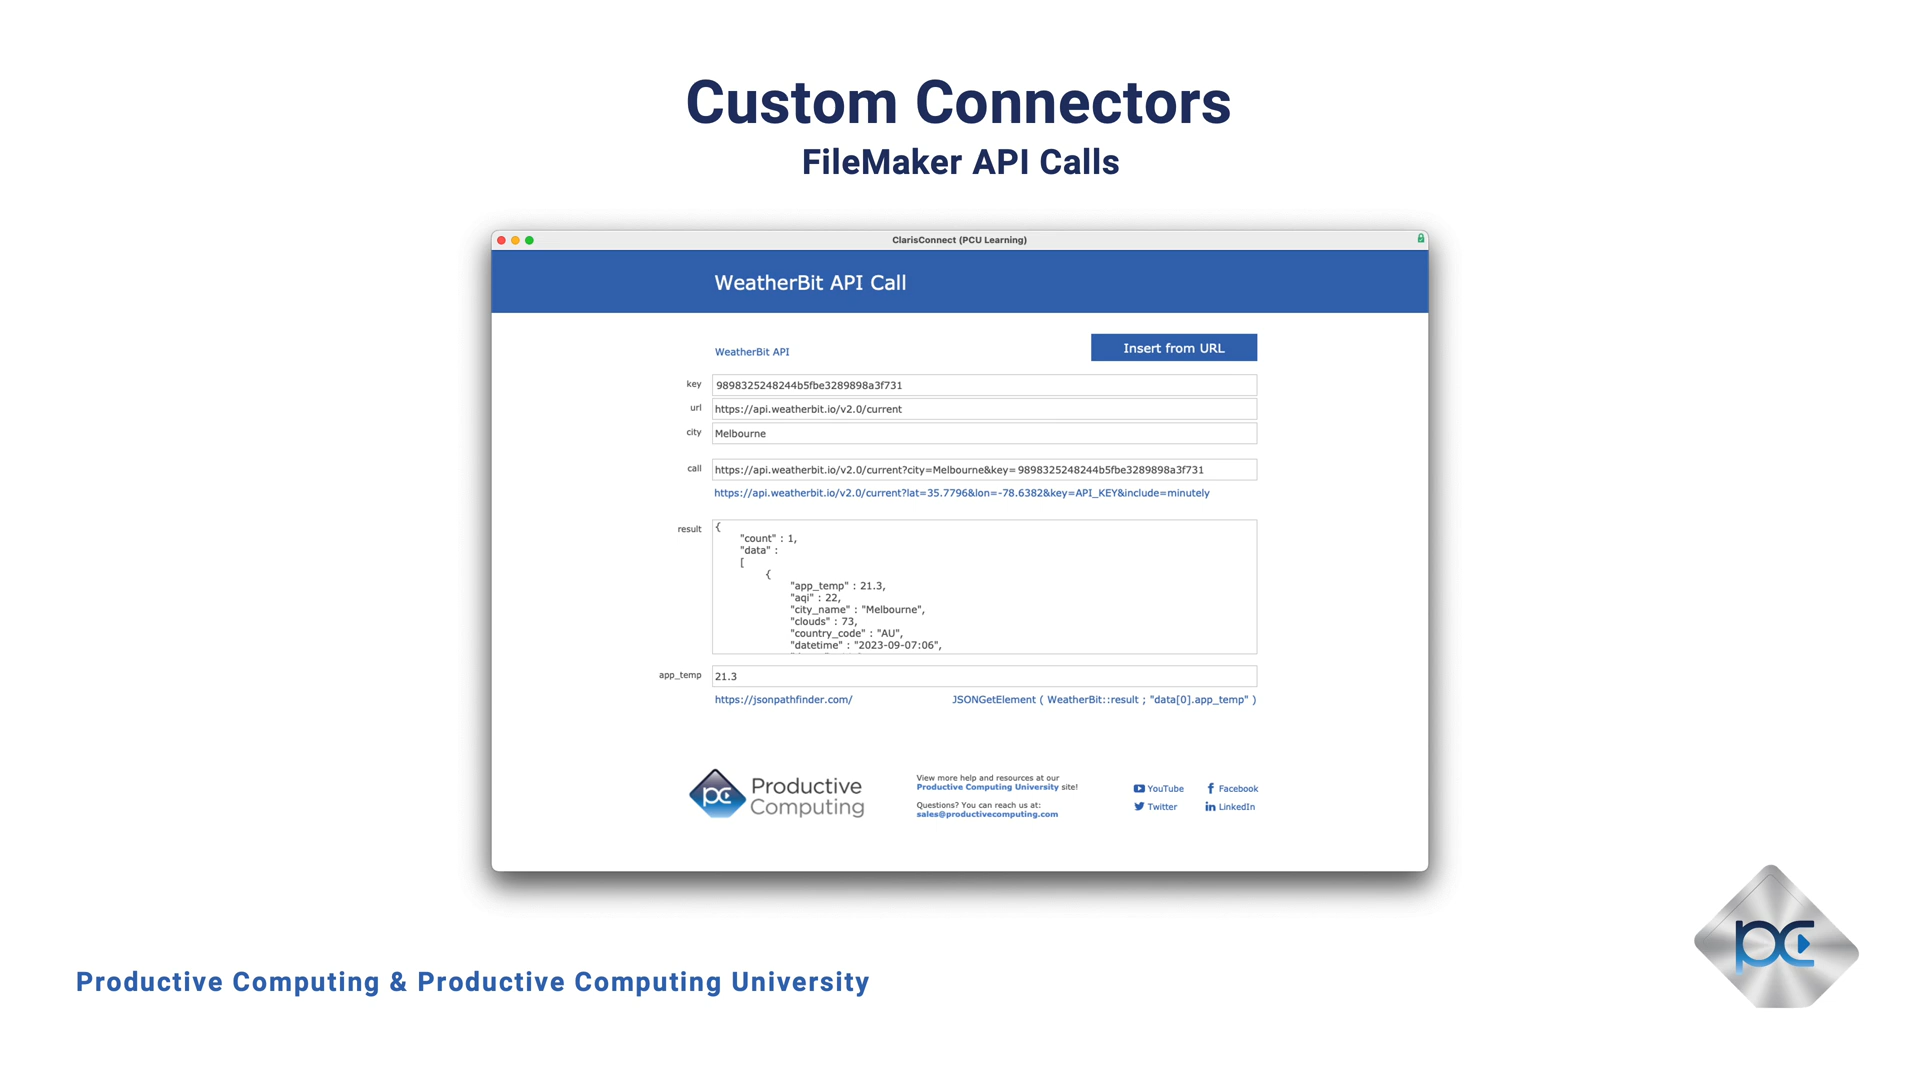 Custom Connectors
FileMaker API Calls
ClarisConnect (PCU Learning)
WeatherBit API Call
WeatherBit API
Insert from URL
key 9898325248244b5fbe3289898a3f731
url https://api.weatherbit.io/v2.0/current
city Melbourne
call https://api.weatherbit.io/v2.0/current?city=Melbourne&key=9898325248244b5fbe3289898a3f731
https://api.weatherbit.io/v2.0/current?lat=35.7796&lon=-78.6382&key=API_KEY&include=minutely
result {
"count" : 1,
"data" :
[
{
"app_temp" : 21.3,
"aqi" : 22,
"city_name" : "Melbourne",
"clouds" : 73,
"country_code" : "AU",
"datetime" : "2023-09-07:06",
app_temp 21.3
https://jsonpathfinder.com/ JSONGetElement ( WeatherBit::result ; "data[0].app_temp" )
pc Productive
Computing
View more help and resources at our
Productive Computing University site!
Questions? You can reach us at:
sales@productivecomputing.com
YouTube Facebook
Twitter LinkedIn
pc
Productive Computing & Productive Computing University